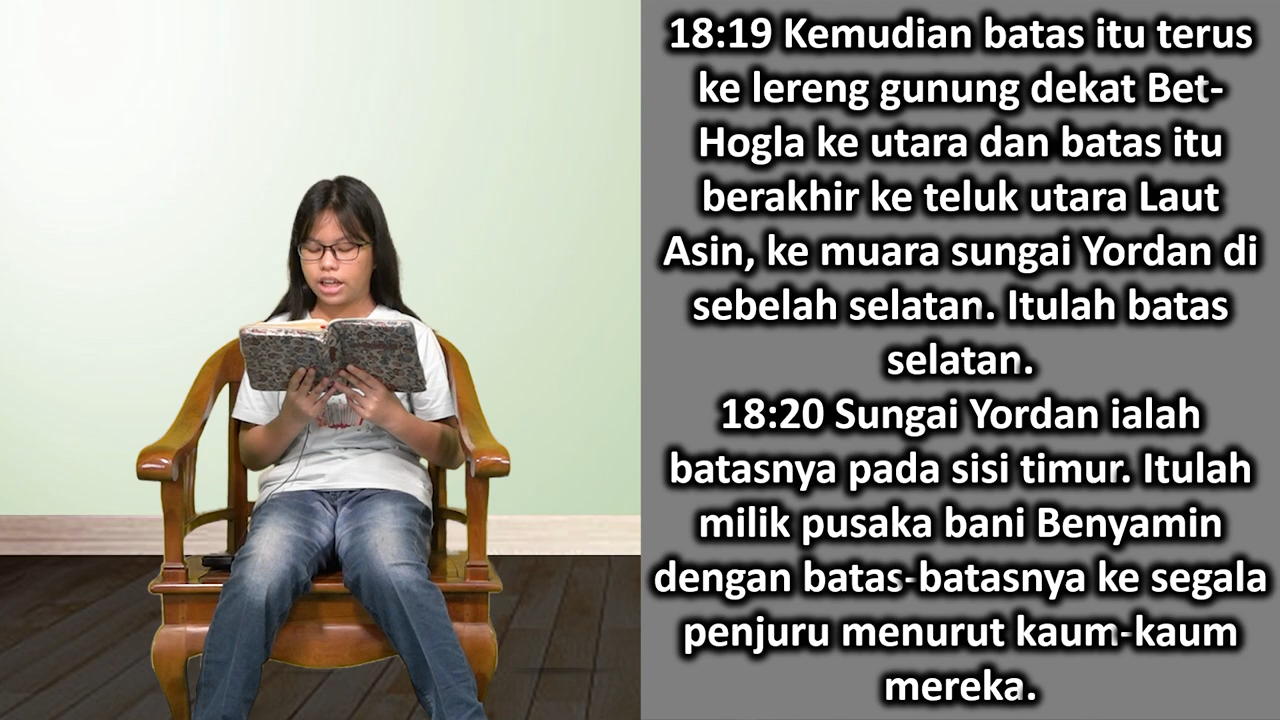 18:19 Kemudian batas itu terus
ke lereng gunung dekat Bet-
Hogla ke utara dan batas itu
berakhir ke teluk utara Laut
Asin, ke muara sungai Yordan di
sebelah selatan. Itulah batas
selatan.
18:20 Sungai Yordan ialah
batasnya pada sisi timur. Itulah
milik pusaka bani Benyamin
dengan batas-batasnya ke segala
penjuru menurut kaum-kaum
mereka.